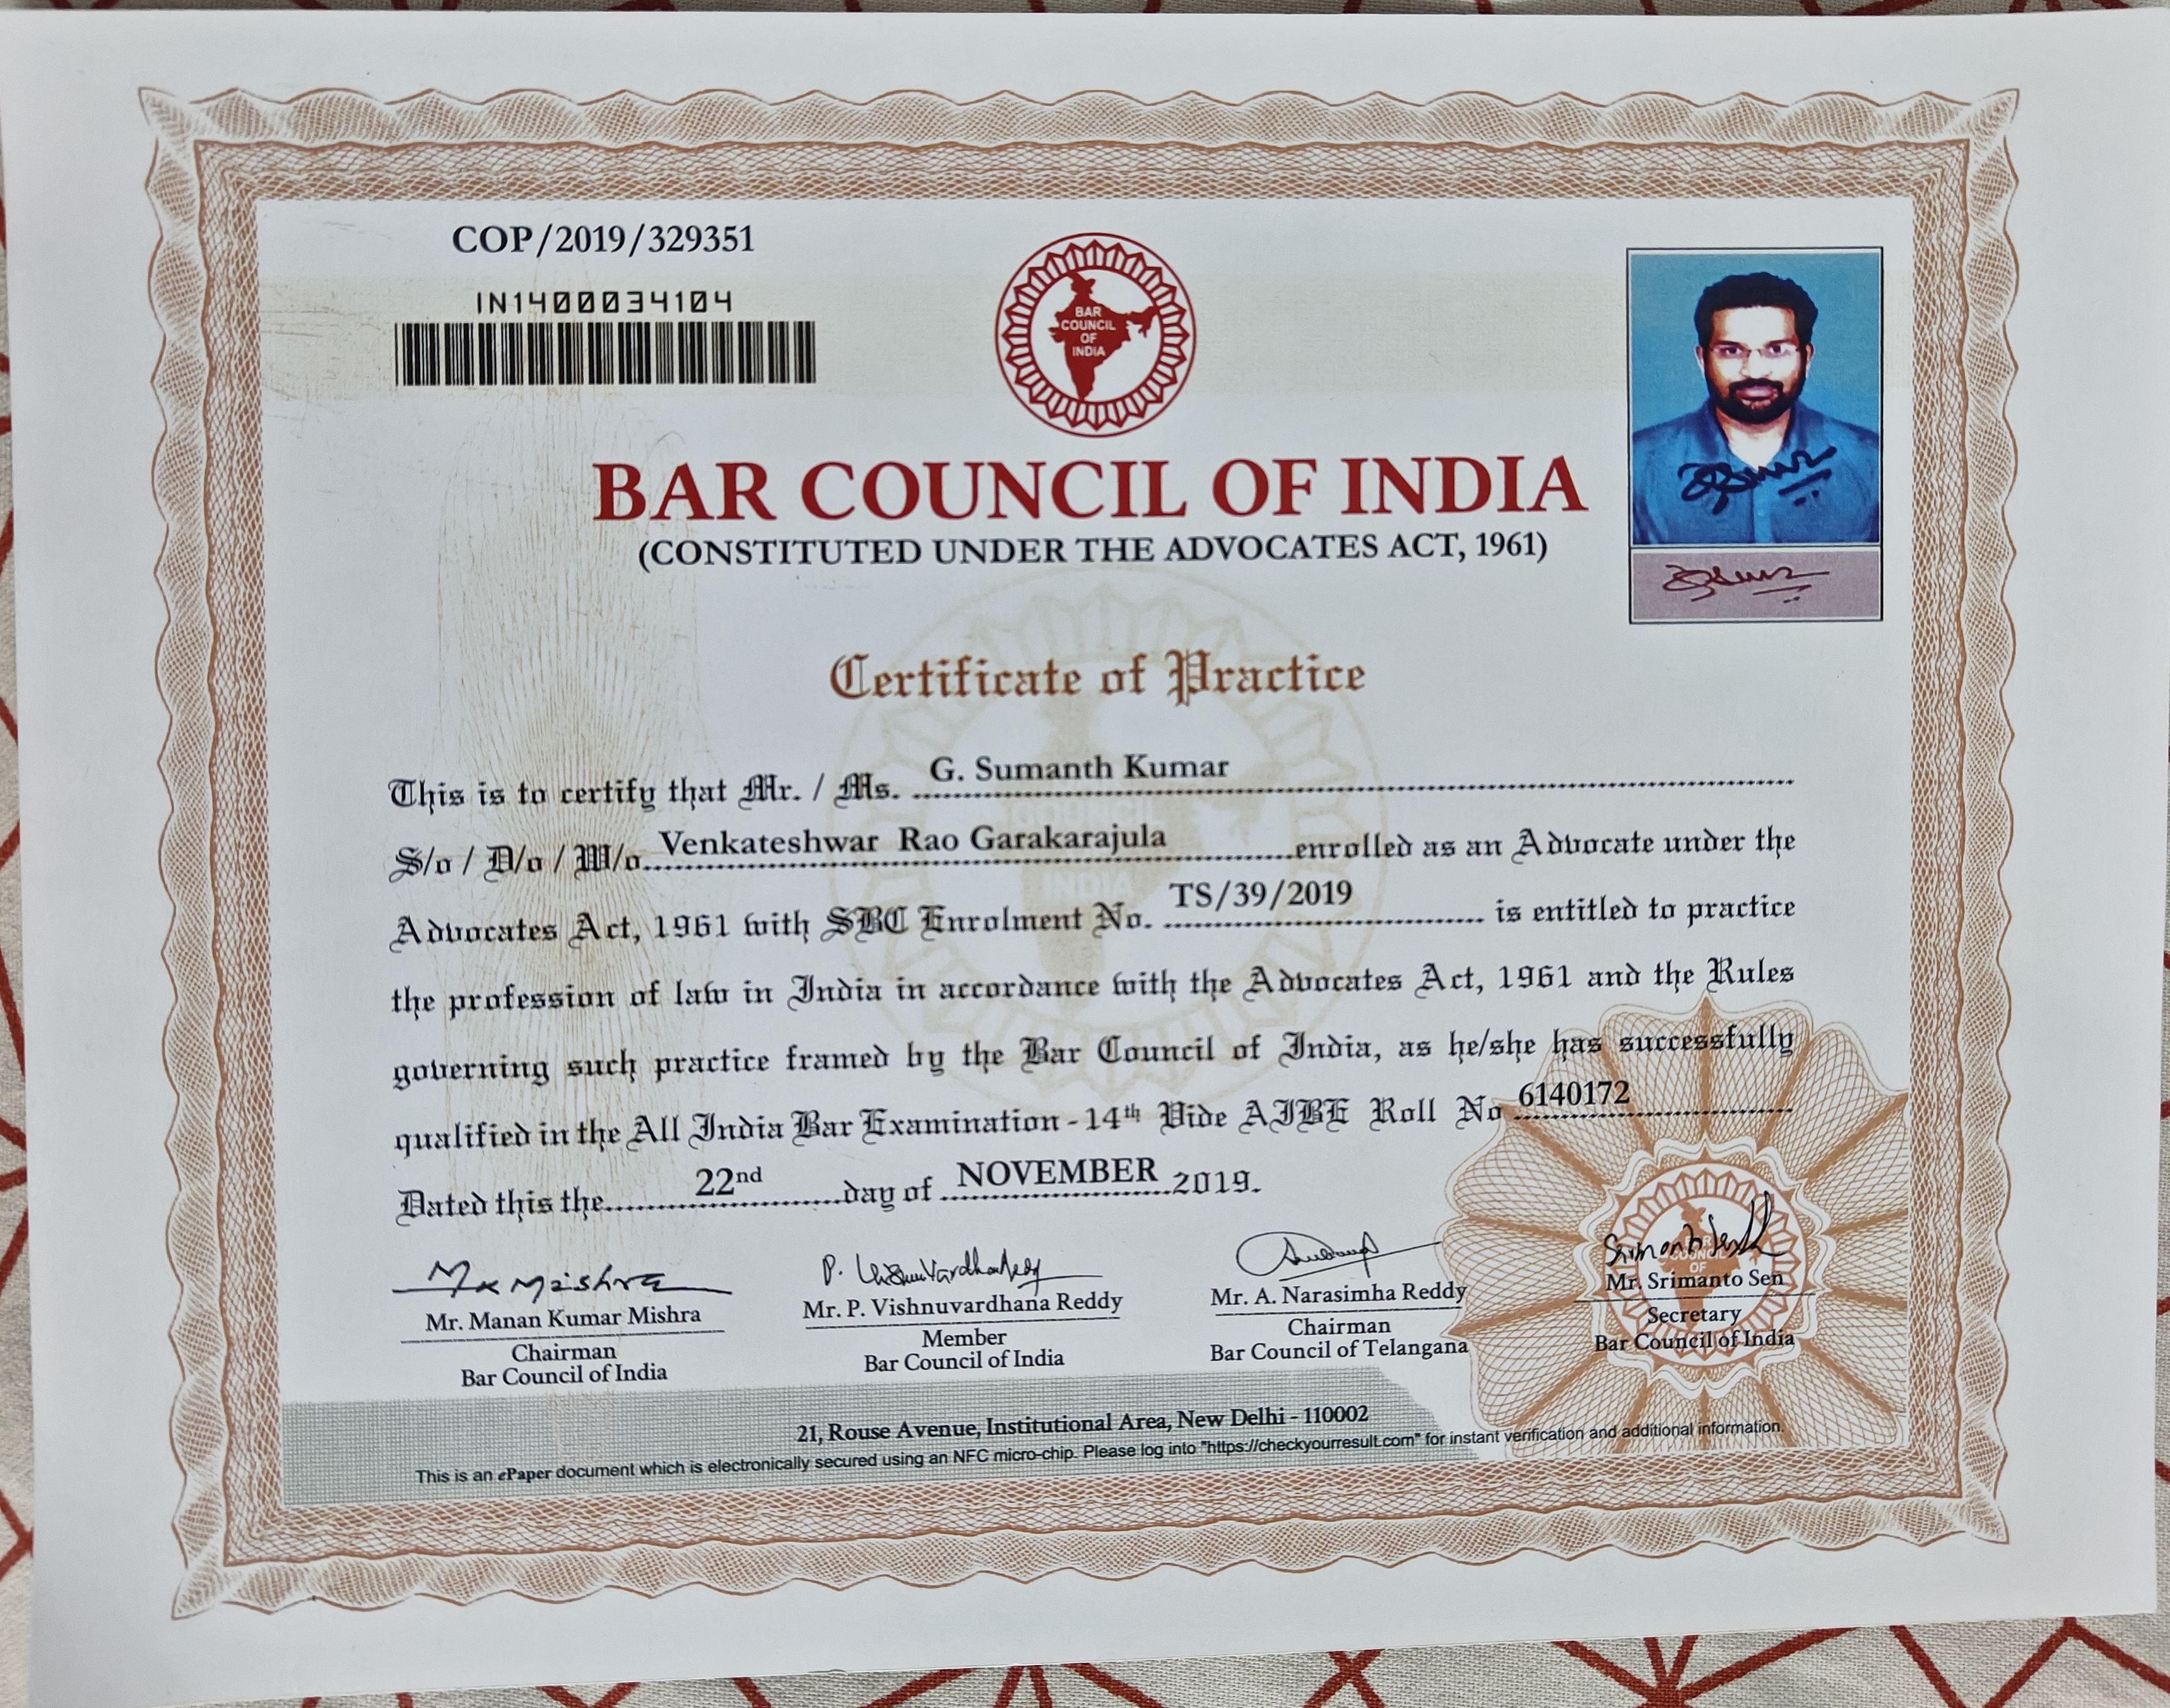 COP/2019/329351
IN1400034104
BAR
COUNCIL
OF
INDIA
BAR COUNCIL OF INDIA
(CONSTITUTED UNDER THE ADVOCATES ACT, 1961)
Certificate of Practice
This is to certify that Mr. / Ms. G. Sumanth Kumar
S/o / D/o / W/o Venkateshwar Rao Garakarajula enrolled as an Advocate under the
Advocates Act, 1961 with SBC Enrolment No. TS/39/2019 is entitled to practice
the profession of law in India in accordance with the Advocates Act, 1961 and the Rules
governing such practice framed by the Bar Council of India, as he/she has successfully
qualified in the All India Bar Examination - 14th Vide AIBE Roll No 6140172
Dated this the 22nd day of NOVEMBER 2019.
M K Mishra
P. Vishnuvardhan Reddy
Srimanto Sen
Mr. Manan Kumar Mishra
Chairman
Bar Council of India
Mr. P. Vishnuvardhana Reddy
Member
Bar Council of India
Mr. A. Narasimha Reddy
Chairman
Bar Council of Telangana
Mr. Srimanto Sen
Secretary
Bar Council of India
21, Rouse Avenue, Institutional Area, New Delhi - 110002
This is an ePaper document which is electronically secured using an NFC micro-chip. Please log into "https://checkyourresult.com" for instant verification and additional information.